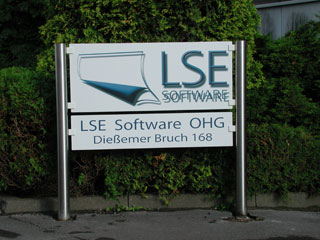 LSE
SOFTWARE
LSE Software OHG
Dießemer Bruch 168